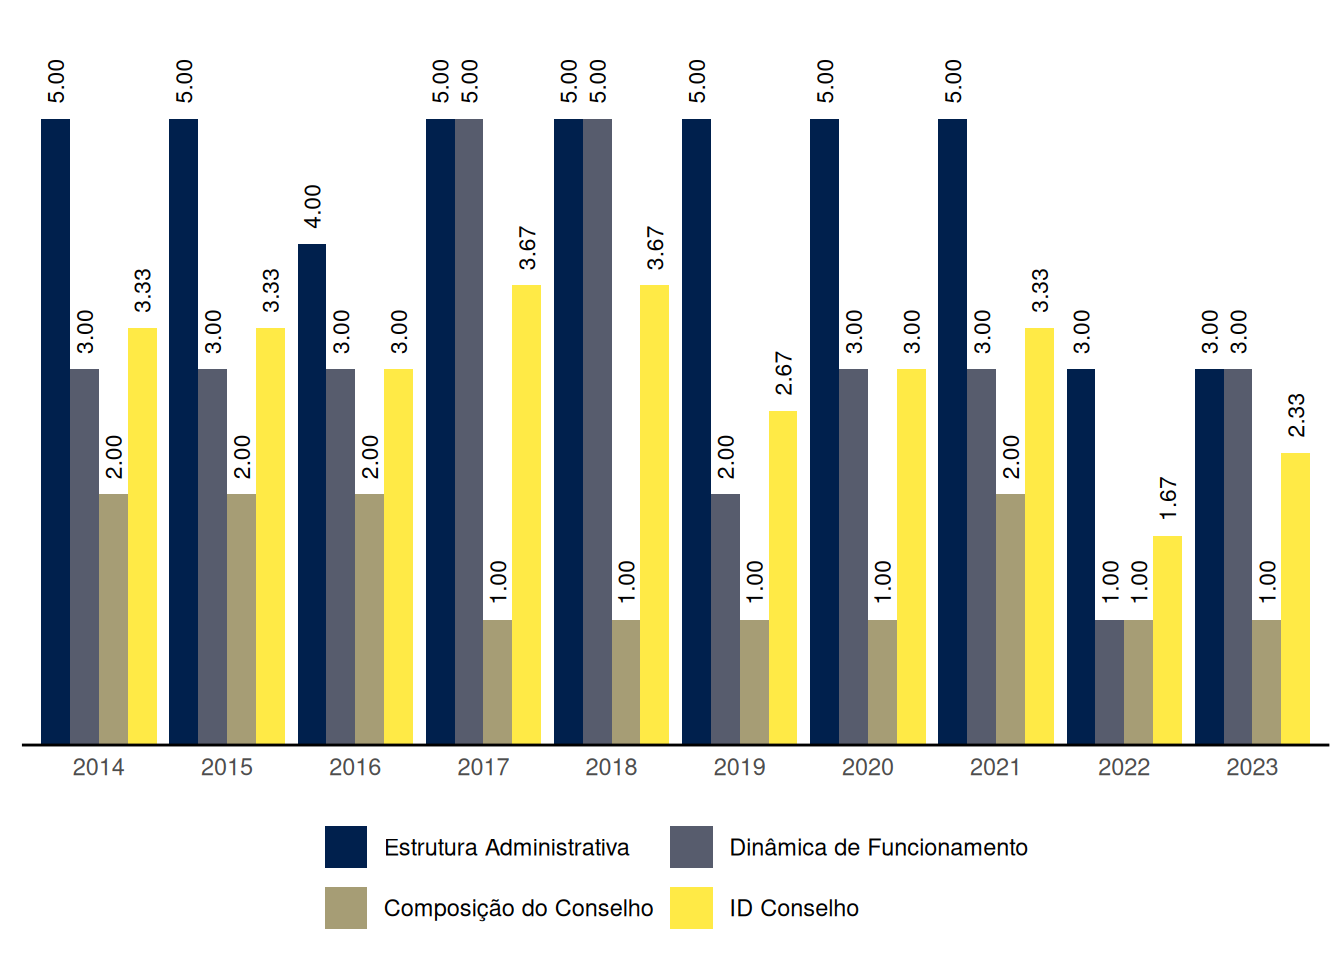 5.00 5.00 5.00 5.00 5.00 5.00 5.00 5.00 5.00
4.00
3.67 3.67
3.33 3.33 3.33
3.00 3.00 3.00 3.00 3.00 3.00 3.00 3.00 3.00 3.00
2.67
2.33
2.00 2.00 2.00 2.00 2.00
1.67
1.00 1.00 1.00 1.00 1.00 1.00 1.00
2014 2015 2016 2017 2018 2019 2020 2021 2022 2023
Estrutura Administrativa Dinâmica de Funcionamento
Composição do Conselho ID Conselho